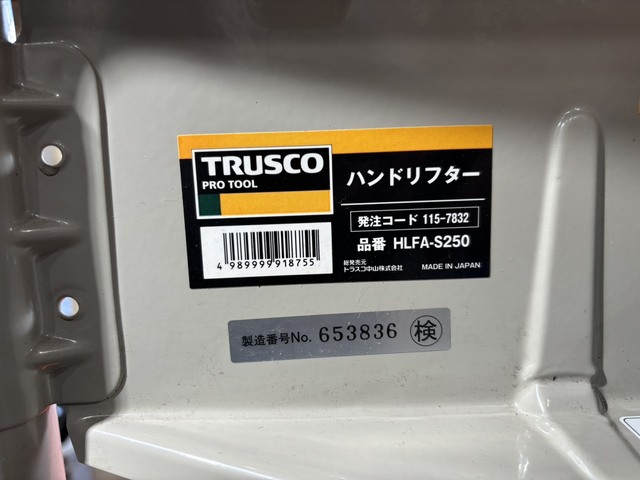 TRUSCO
PRO TOOL
ハンドリフター
発注コード 115-7832
品番 HLFA-S250
4 989999 918755
総発売元
トラスコ中山株式会社
MADE IN JAPAN
製造番号No. 653836 検